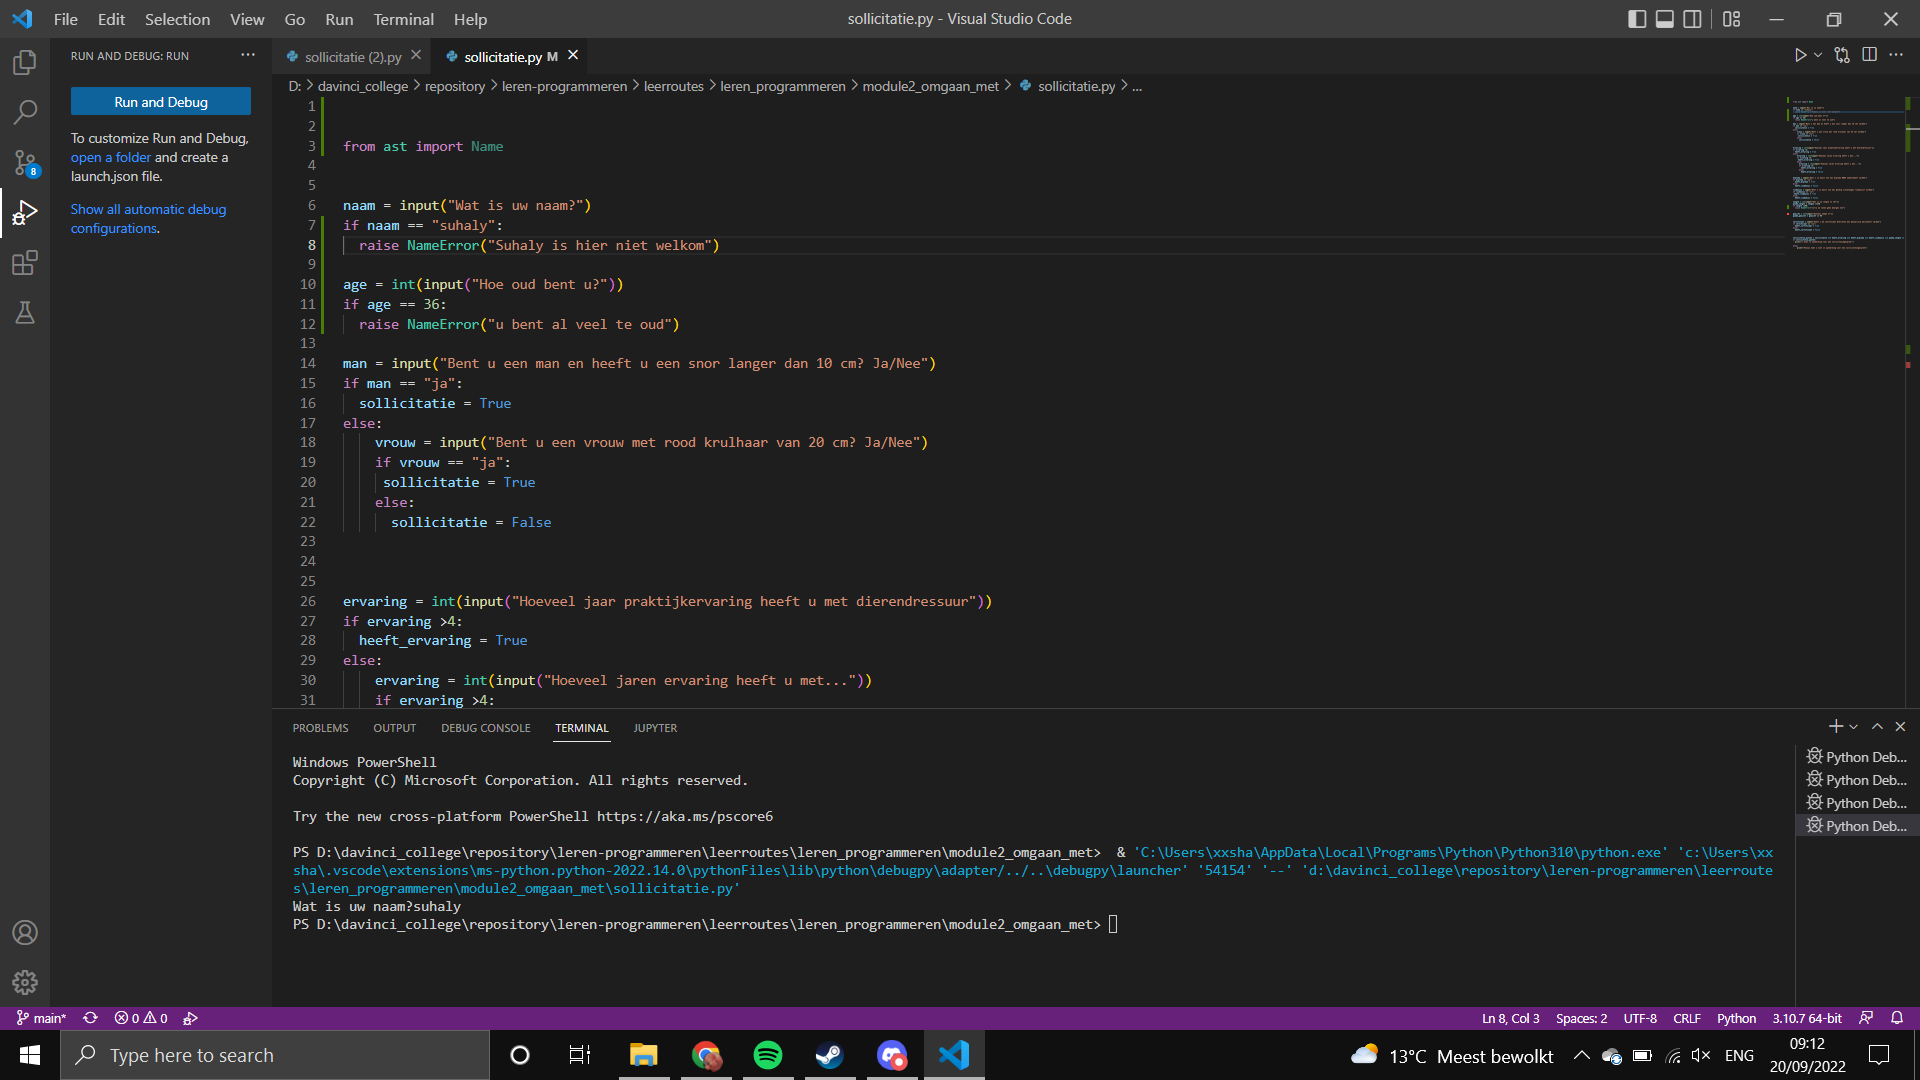 File Edit Selection View Go Run Terminal Help
sollicitatie.py - Visual Studio Code
RUN AND DEBUG: RUN
Run and Debug
To customize Run and Debug,
open a folder and create a
launch.json file.
Show all automatic debug
configurations.
8
sollicitatie (2).py
sollicitatie.py M
D: > davinci_college > repository > leren-programmeren > leerroutes > leren_programmeren > module2_omgaan_met > sollicitatie.py > ...
1
2
3 from ast import Name
4
5
6 naam = input("Wat is uw naam?")
7 if naam == "suhaly":
8 raise NameError("Suhaly is hier niet welkom")
9
10 age = int(input("Hoe oud bent u?"))
11 if age == 36:
12 raise NameError("u bent al veel te oud")
13
14 man = input("Bent u een man en heeft u een snor langer dan 10 cm? Ja/Nee")
15 if man == "ja":
16 sollicitatie = True
17 else:
18 vrouw = input("Bent u een vrouw met rood krulhaar van 20 cm? Ja/Nee")
19 if vrouw == "ja":
20 sollicitatie = True
21 else:
22 sollicitatie = False
23
24
25
26 ervaring = int(input("Hoeveel jaar praktijkervaring heeft u met dierendressuur"))
27 if ervaring >4:
28 heeft_ervaring = True
29 else:
30 ervaring = int(input("Hoeveel jaren ervaring heeft u met..."))
31 if ervaring >4:
PROBLEMS OUTPUT DEBUG CONSOLE TERMINAL JUPYTER
Windows PowerShell
Copyright (C) Microsoft Corporation. All rights reserved.
Try the new cross-platform PowerShell https://aka.ms/pscore6
PS D:\davinci_college\repository\leren-programmeren\leerroutes\leren_programmeren\module2_omgaan_met>  & 'C:\Users\xxsha\AppData\Local\Programs\Python\Python310\python.exe' 'c:\Users\xx
sha\.vscode\extensions\ms-python.python-2022.14.0\pythonFiles\lib\python\debugpy\adapter/../..\debugpy\launcher' '54154' '--' 'd:\davinci_college\repository\leren-programmeren\leerroute
s\leren_programmeren\module2_omgaan_met\sollicitatie.py'
Wat is uw naam?suhaly
PS D:\davinci_college\repository\leren-programmeren\leerroutes\leren_programmeren\module2_omgaan_met>
Python Deb...
Python Deb...
Python Deb...
Python Deb...
main* 0 0
Ln 8, Col 3 Spaces: 2 UTF-8 CRLF Python 3.10.7 64-bit
Type here to search
13°C Meest bewolkt
ENG
09:12
20/09/2022